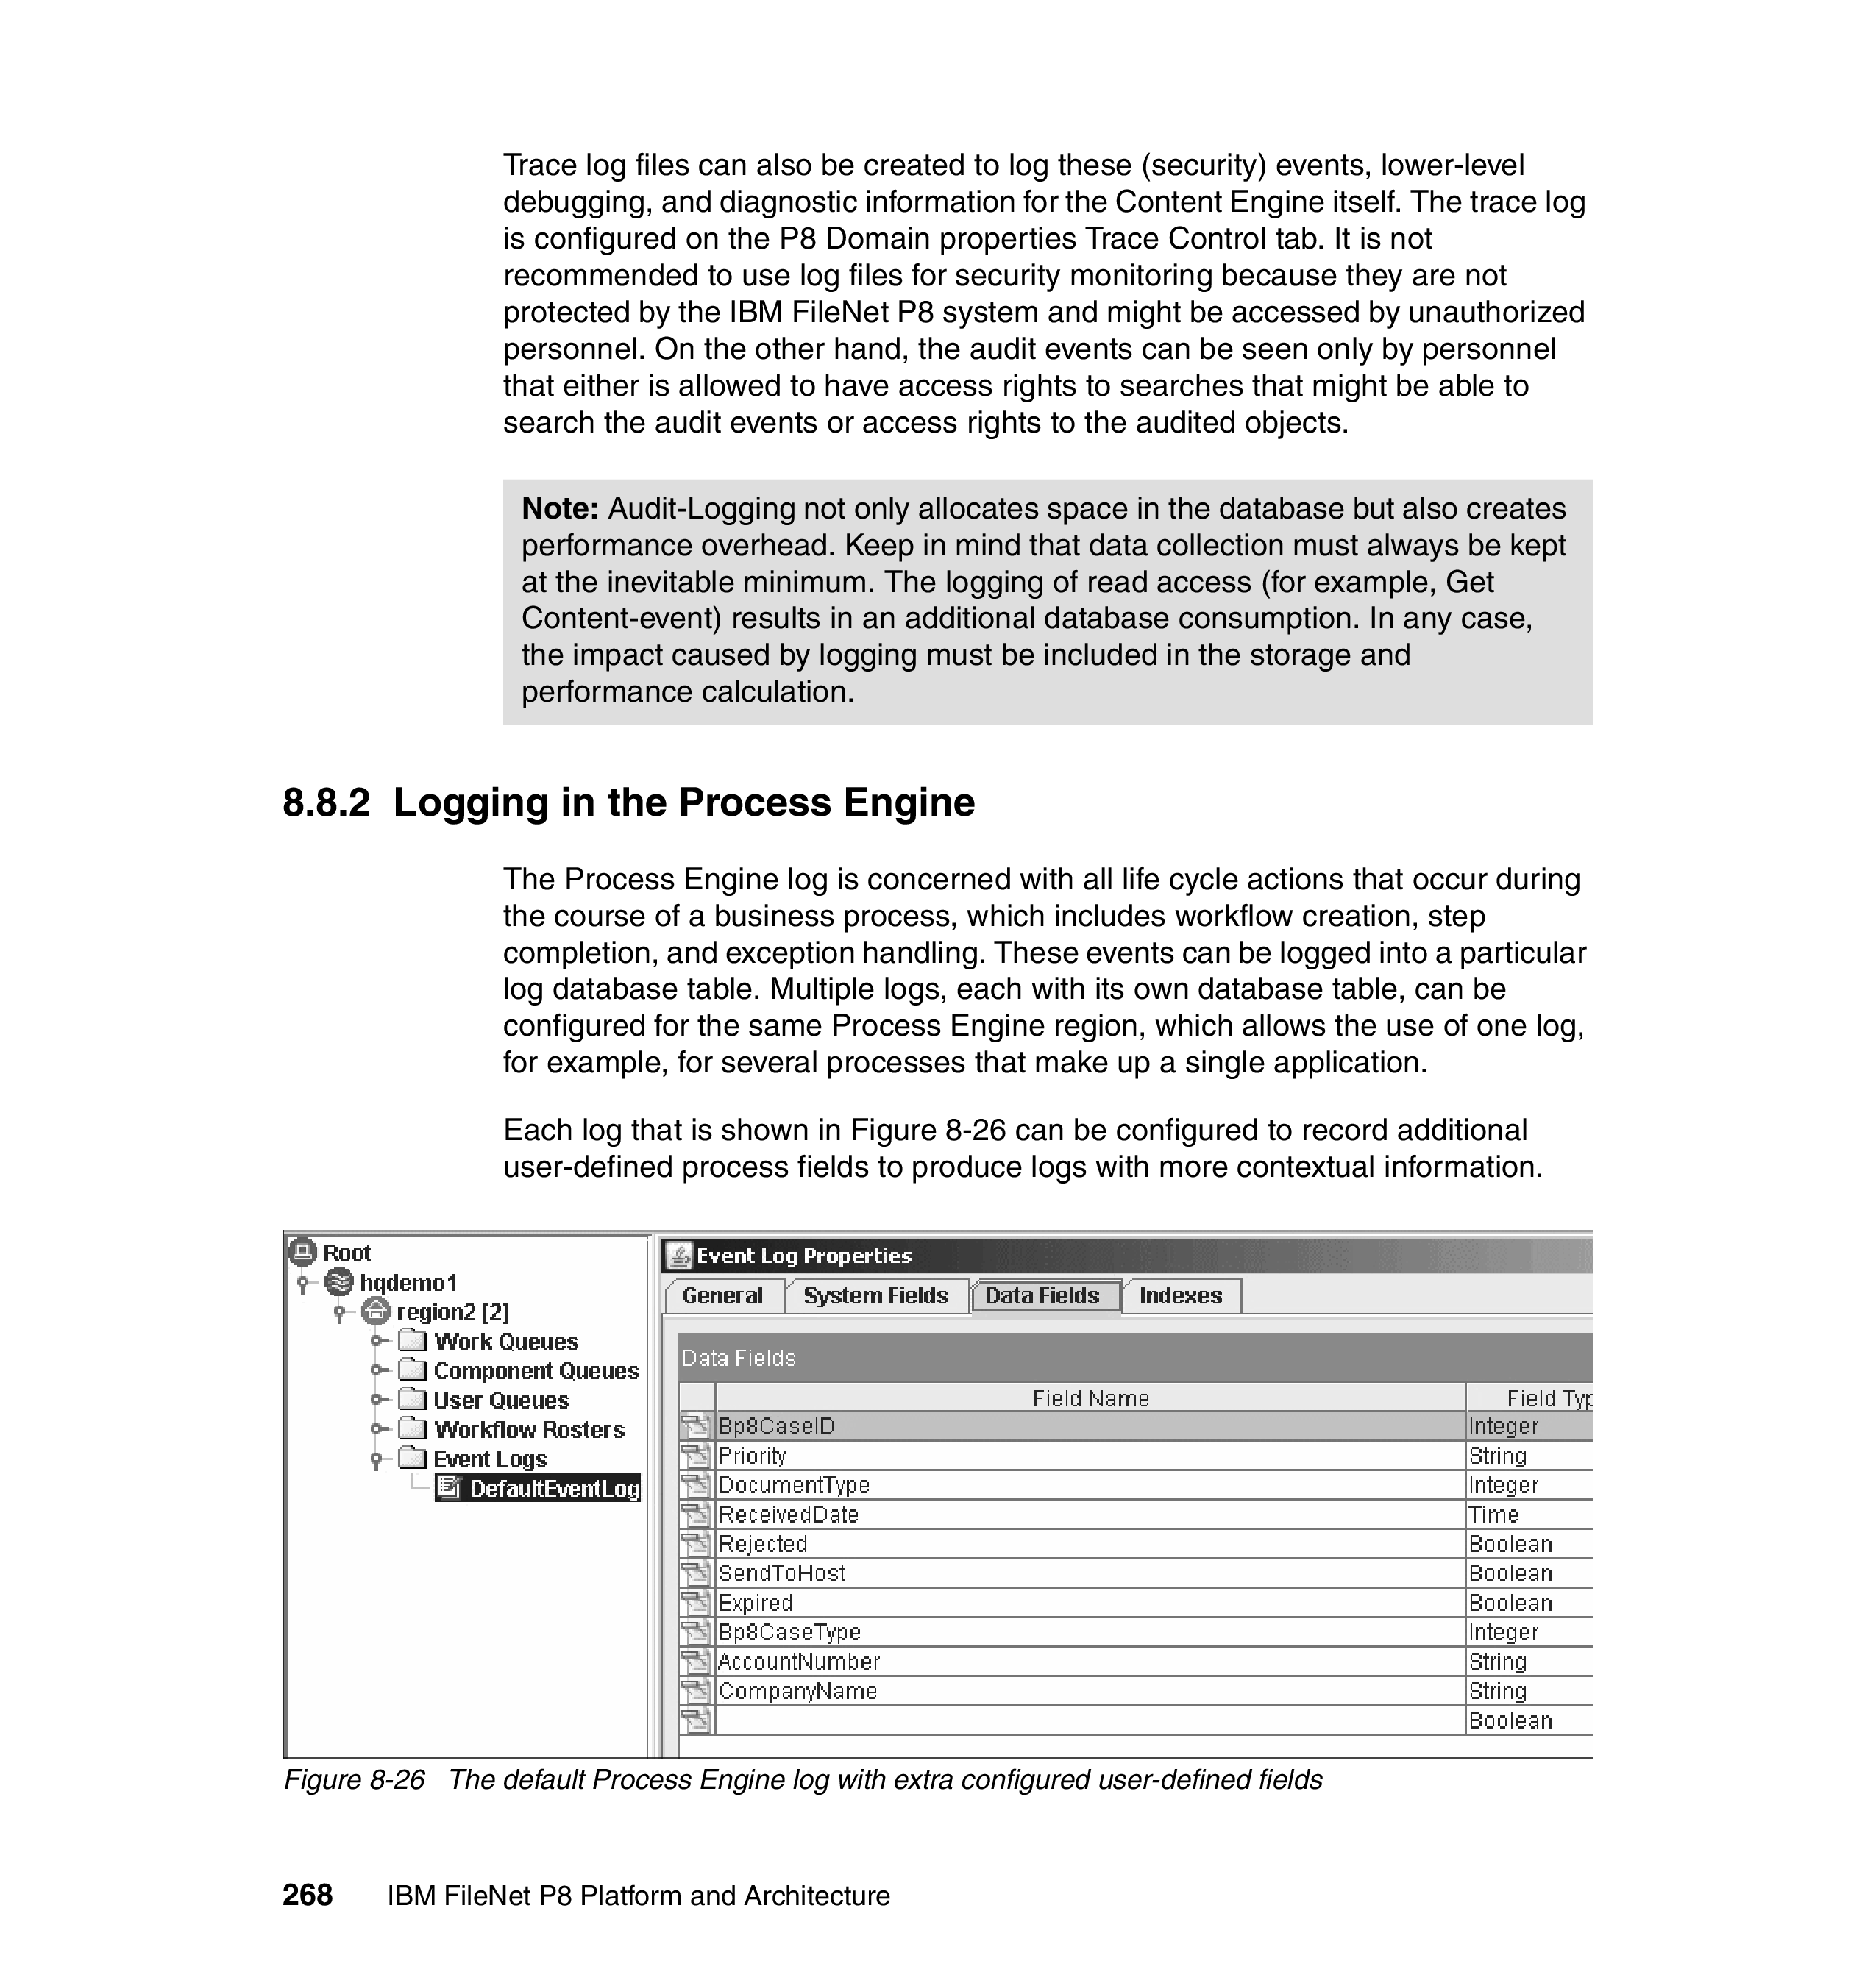 Trace log files can also be created to log these (security) events, lower-level
debugging, and diagnostic information for the Content Engine itself. The trace log
is configured on the P8 Domain properties Trace Control tab. It is not
recommended to use log files for security monitoring because they are not
protected by the IBM FileNet P8 system and might be accessed by unauthorized
personnel. On the other hand, the audit events can be seen only by personnel
that either is allowed to have access rights to searches that might be able to
search the audit events or access rights to the audited objects.
Note: Audit-Logging not only allocates space in the database but also creates
performance overhead. Keep in mind that data collection must always be kept
at the inevitable minimum. The logging of read access (for example, Get
Content-event) results in an additional database consumption. In any case,
the impact caused by logging must be included in the storage and
performance calculation.
8.8.2 Logging in the Process Engine
The Process Engine log is concerned with all life cycle actions that occur during
the course of a business process, which includes workflow creation, step
completion, and exception handling. These events can be logged into a particular
log database table. Multiple logs, each with its own database table, can be
configured for the same Process Engine region, which allows the use of one log,
for example, for several processes that make up a single application.
Each log that is shown in Figure 8-26 can be configured to record additional
user-defined process fields to produce logs with more contextual information.
Root
hqdemo1
region2 [2]
Work Queues
Component Queues
User Queues
Workflow Rosters
Event Logs
DefaultEventLog
Event Log Properties
General System Fields Data Fields Indexes
Data Fields
Field Name Field Typ
Bp8CaseID Integer
Priority String
DocumentType Integer
ReceivedDate Time
Rejected Boolean
SendToHost Boolean
Expired Boolean
Bp8CaseType Integer
AccountNumber String
CompanyName String
Boolean
Figure 8-26 The default Process Engine log with extra configured user-defined fields
268 IBM FileNet P8 Platform and Architecture